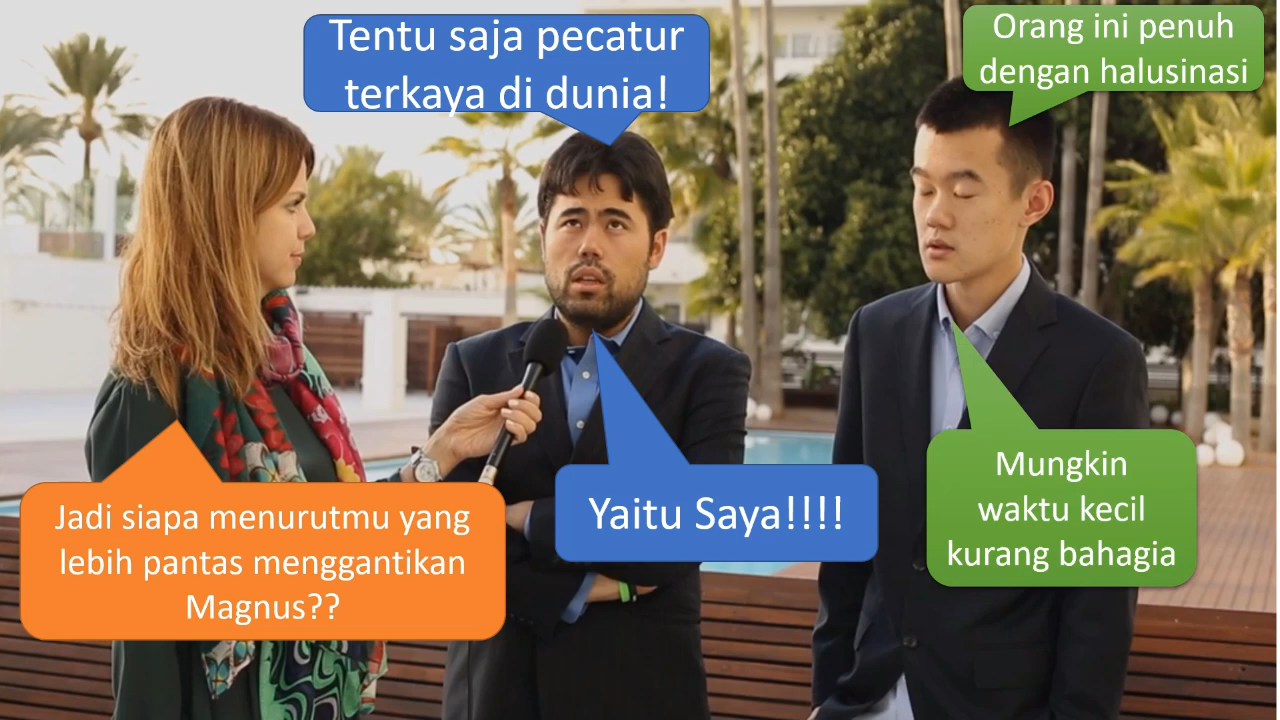 Jadi siapa menurutmu yang
lebih pantas menggantikan
Magnus??
Tentu saja pecatur
terkaya di dunia!
Yaitu Saya!!!!
Orang ini penuh
dengan halusinasi
Mungkin
waktu kecil
kurang bahagia